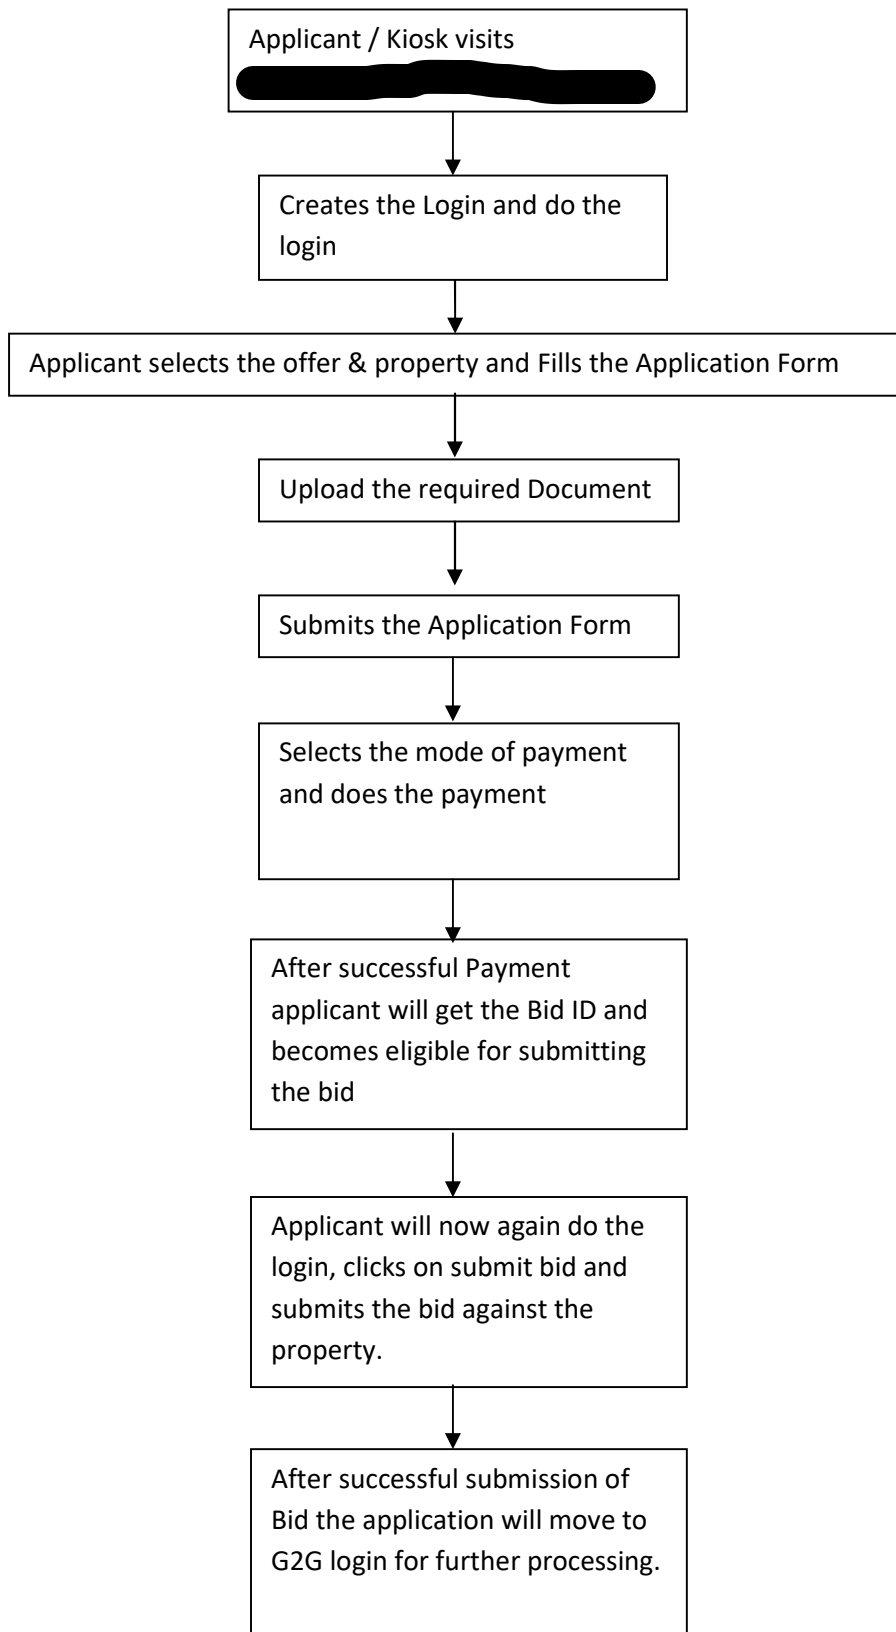 Applicant / Kiosk visits
Creates the Login and do the
login
Applicant selects the offer & property and Fills the Application Form
Upload the required Document
Submits the Application Form
Selects the mode of payment
and does the payment
After successful Payment
applicant will get the Bid ID and
becomes eligible for submitting
the bid
Applicant will now again do the
login, clicks on submit bid and
submits the bid against the
property.
After successful submission of
Bid the application will move to
G2G login for further processing.